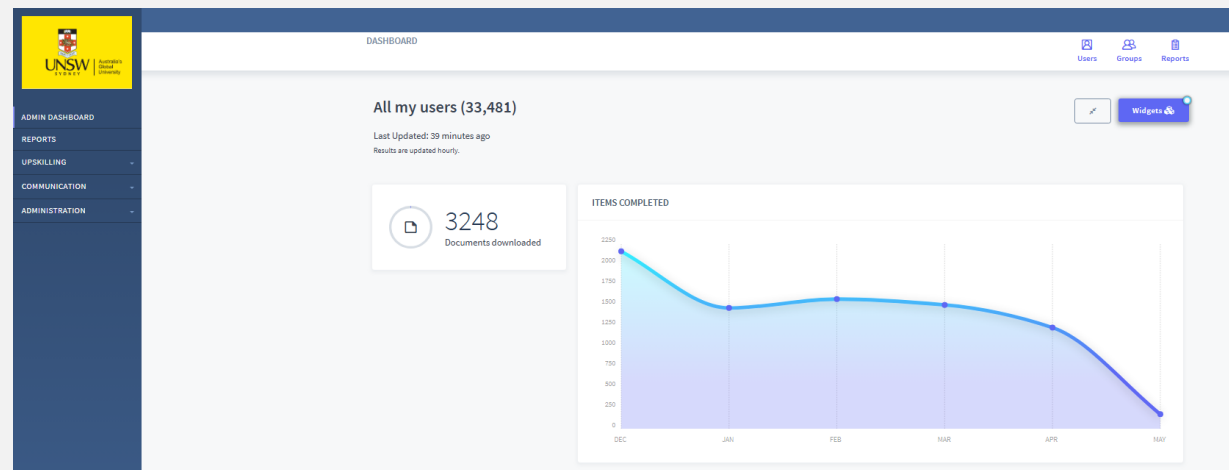 UNSW
SYDNEY
Australia's
Global
University
ADMIN DASHBOARD
REPORTS
UPSKILLING
COMMUNICATION
ADMINISTRATION
DASHBOARD
Users Groups Reports
All my users (33,481)
Widgets
Last Updated: 39 minutes ago
Results are updated hourly.
3248
Documents downloaded
ITEMS COMPLETED
2250
2000
1750
1500
1250
1000
750
500
250
0
DEC JAN FEB MAR APR MAY